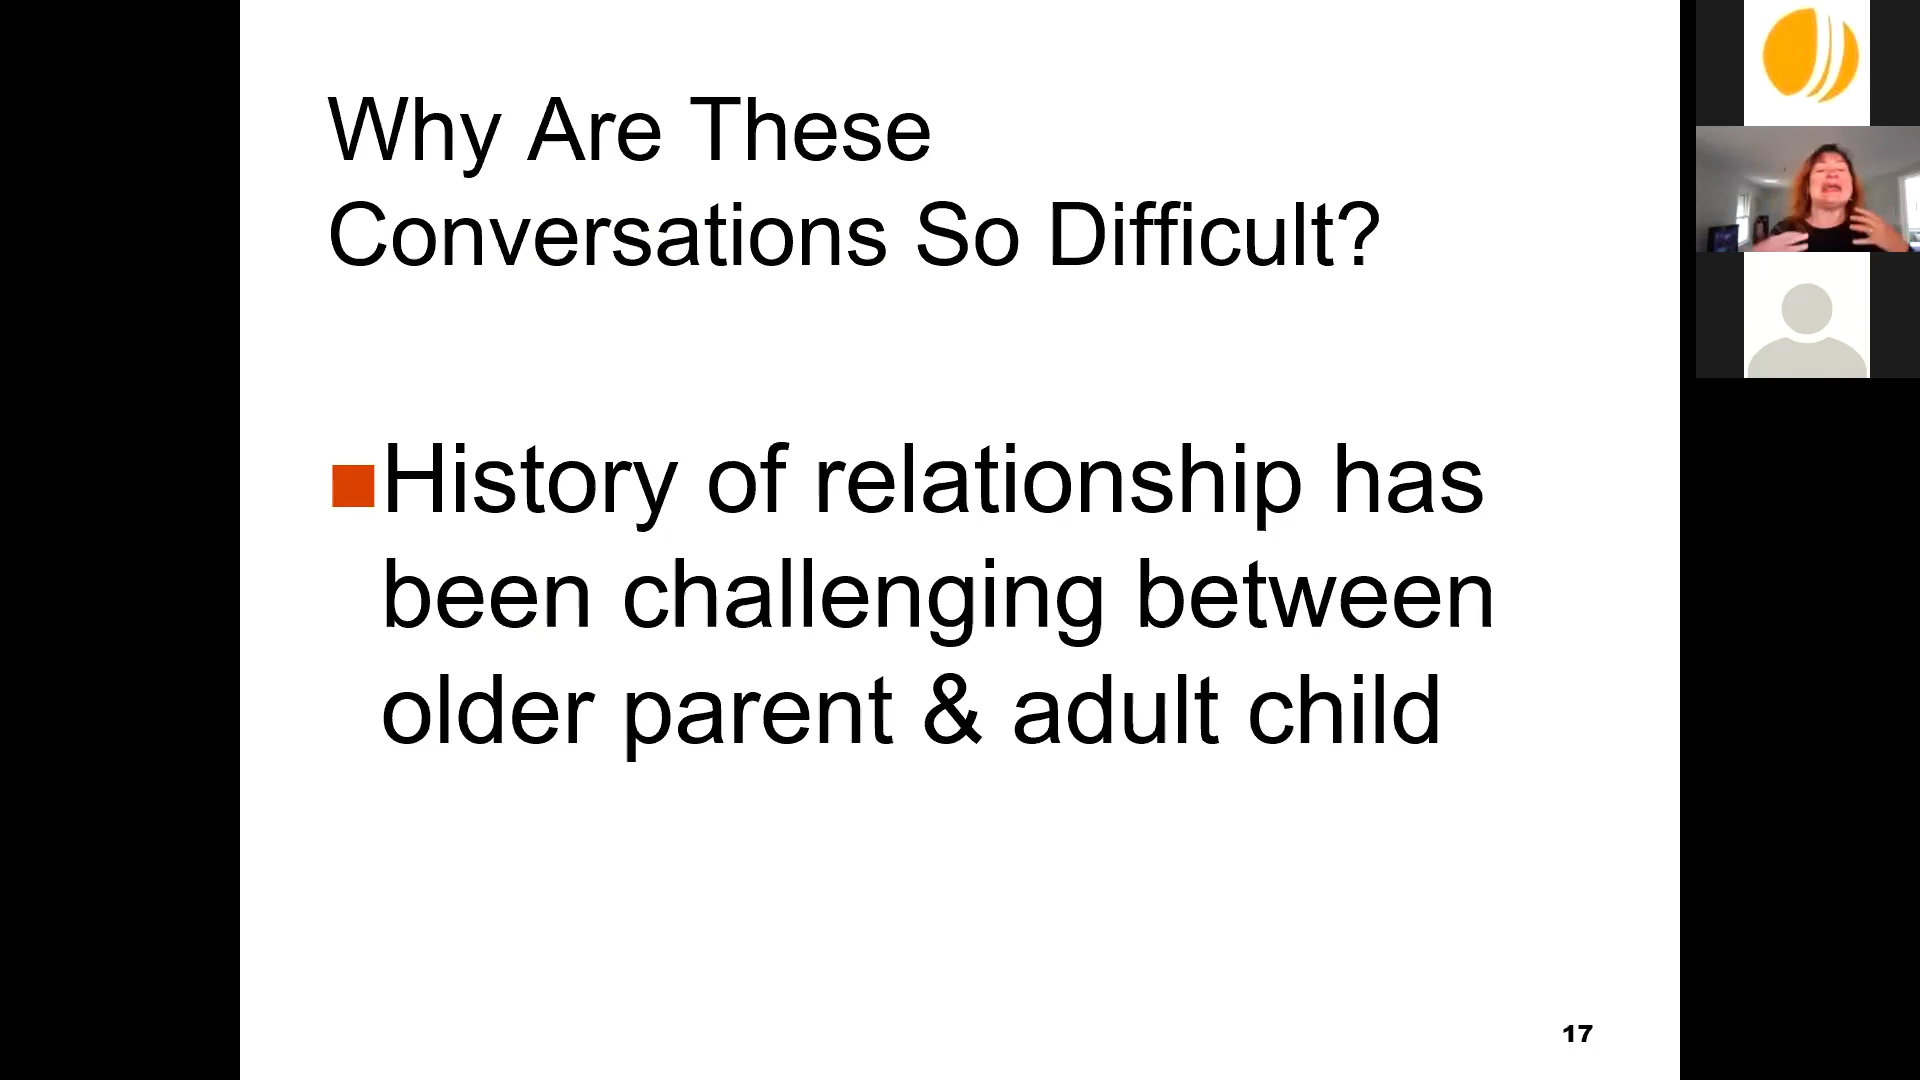 Why Are These
Conversations So Difficult?
History of relationship has
been challenging between
older parent & adult child
17